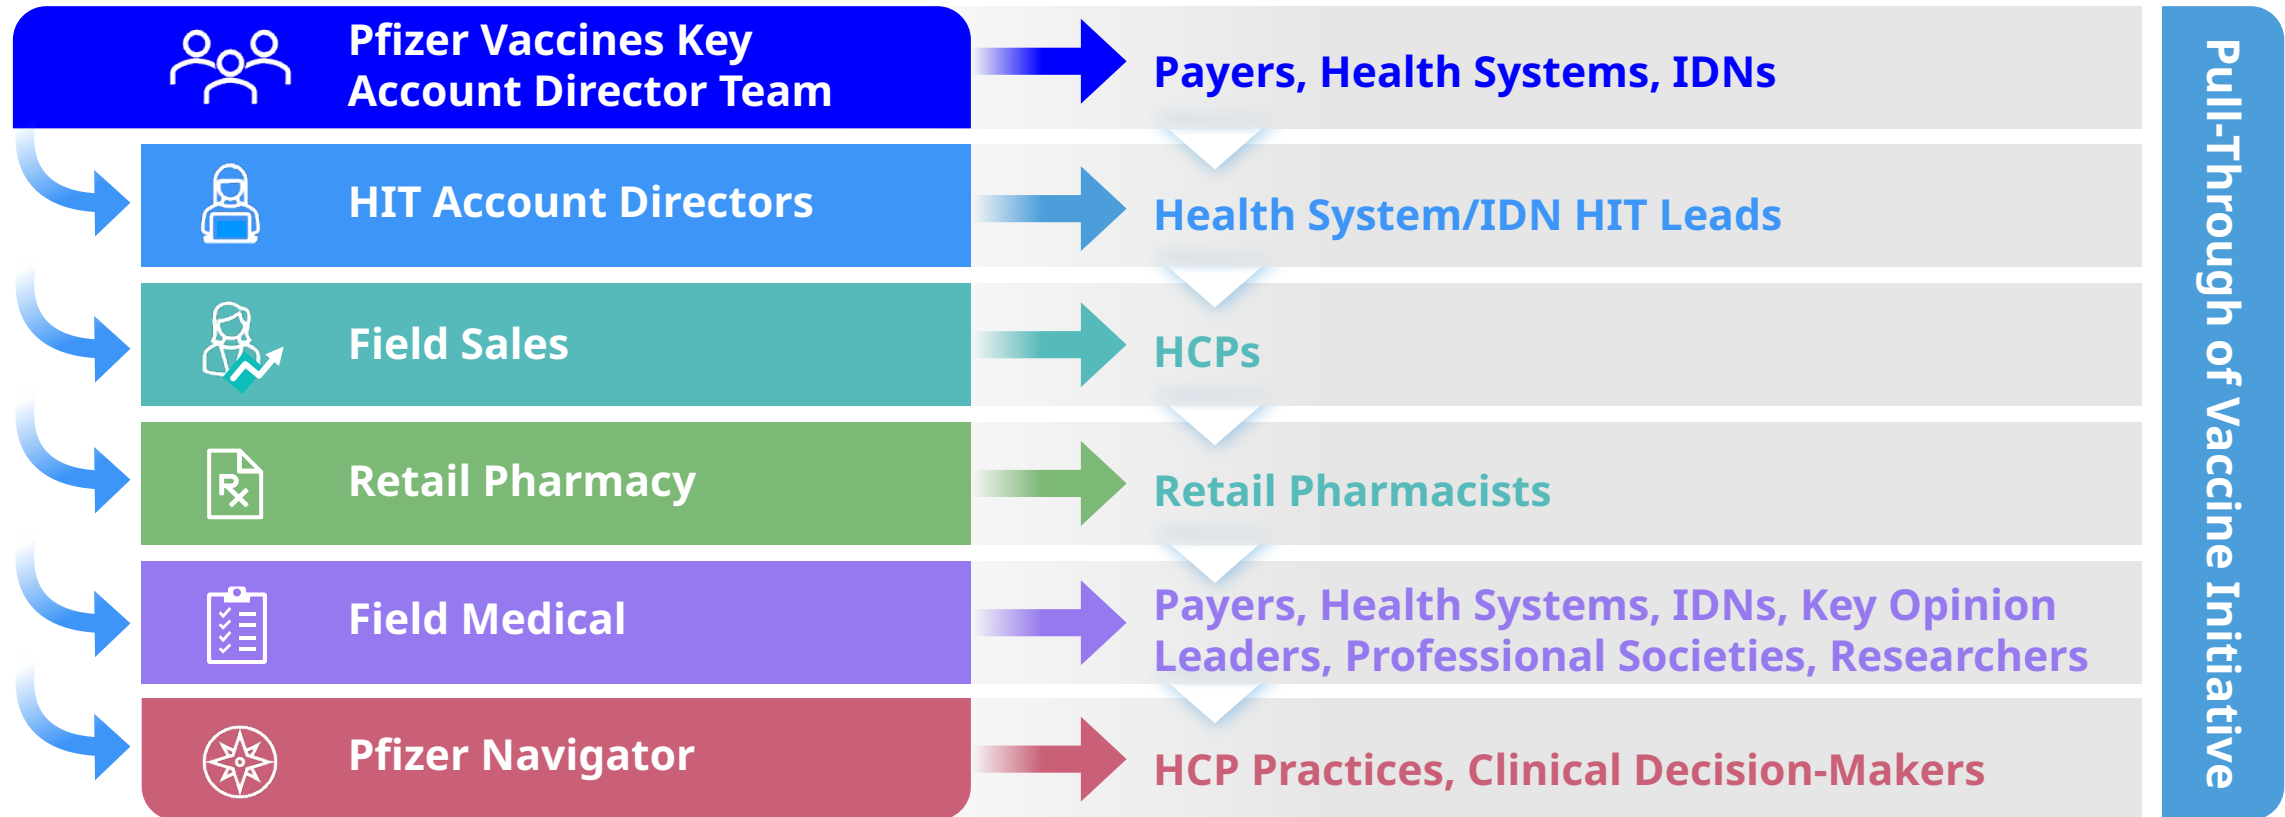 Pfizer Vaccines Key
Account Director Team
Payers, Health Systems, IDNs
HIT Account Directors
Health System/IDN HIT Leads
Field Sales
HCPs
Retail Pharmacy
Retail Pharmacists
Field Medical
Payers, Health Systems, IDNs, Key Opinion
Leaders, Professional Societies, Researchers
Pfizer Navigator
HCP Practices, Clinical Decision-Makers
Pull-Through of Vaccine Initiative
Rx